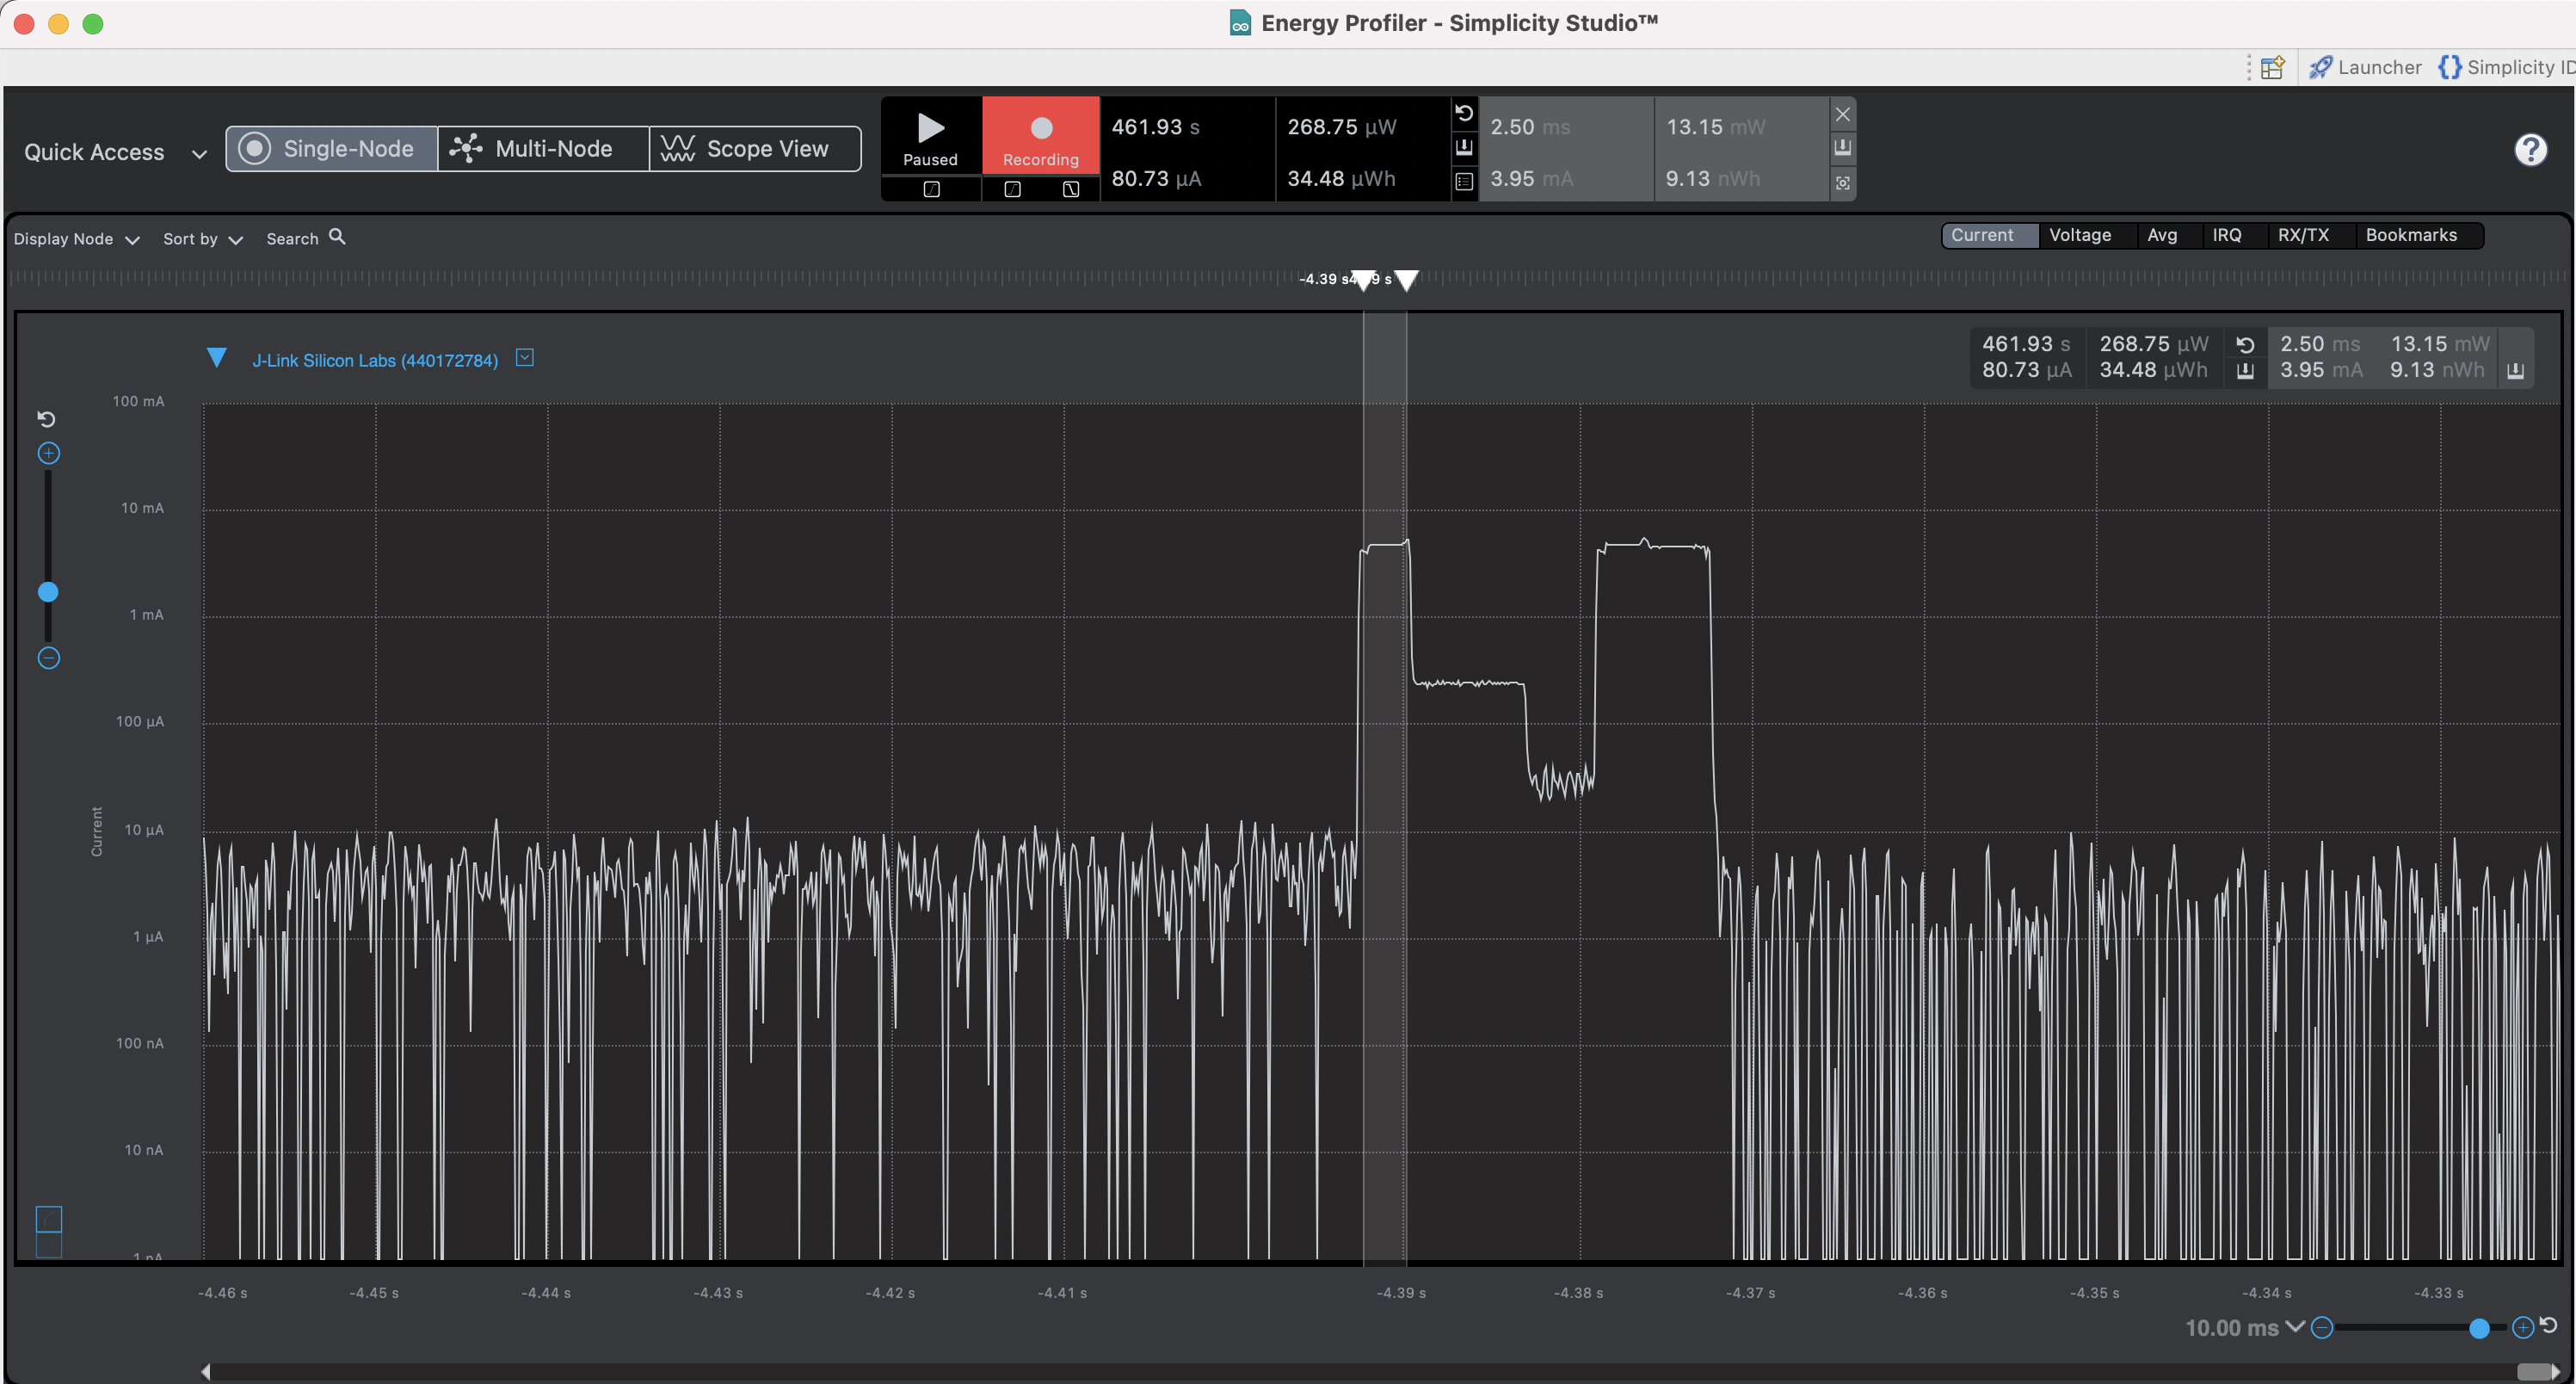 Energy Profiler - Simplicity Studio™
Launcher
Simplicity ID
Quick Access
Single-Node
Multi-Node
Scope View
Paused
Recording
461.93 s
80.73 µA
268.75 µW
34.48 µWh
2.50 ms
3.95 mA
13.15 mW
9.13 nWh
?
Display Node
Sort by
Search
Current
Voltage
Avg
IRQ
RX/TX
Bookmarks
-4.39 s
J-Link Silicon Labs (440172784)
461.93 s 268.75 µW 2.50 ms 13.15 mW
80.73 µA 34.48 µWh 3.95 mA 9.13 nWh
100 mA
10 mA
1 mA
100 µA
10 µA
1 µA
100 nA
10 nA
1 nA
Current
-4.46 s -4.45 s -4.44 s -4.43 s -4.42 s -4.41 s -4.39 s -4.38 s -4.37 s -4.36 s -4.35 s -4.34 s -4.33 s
10.00 ms